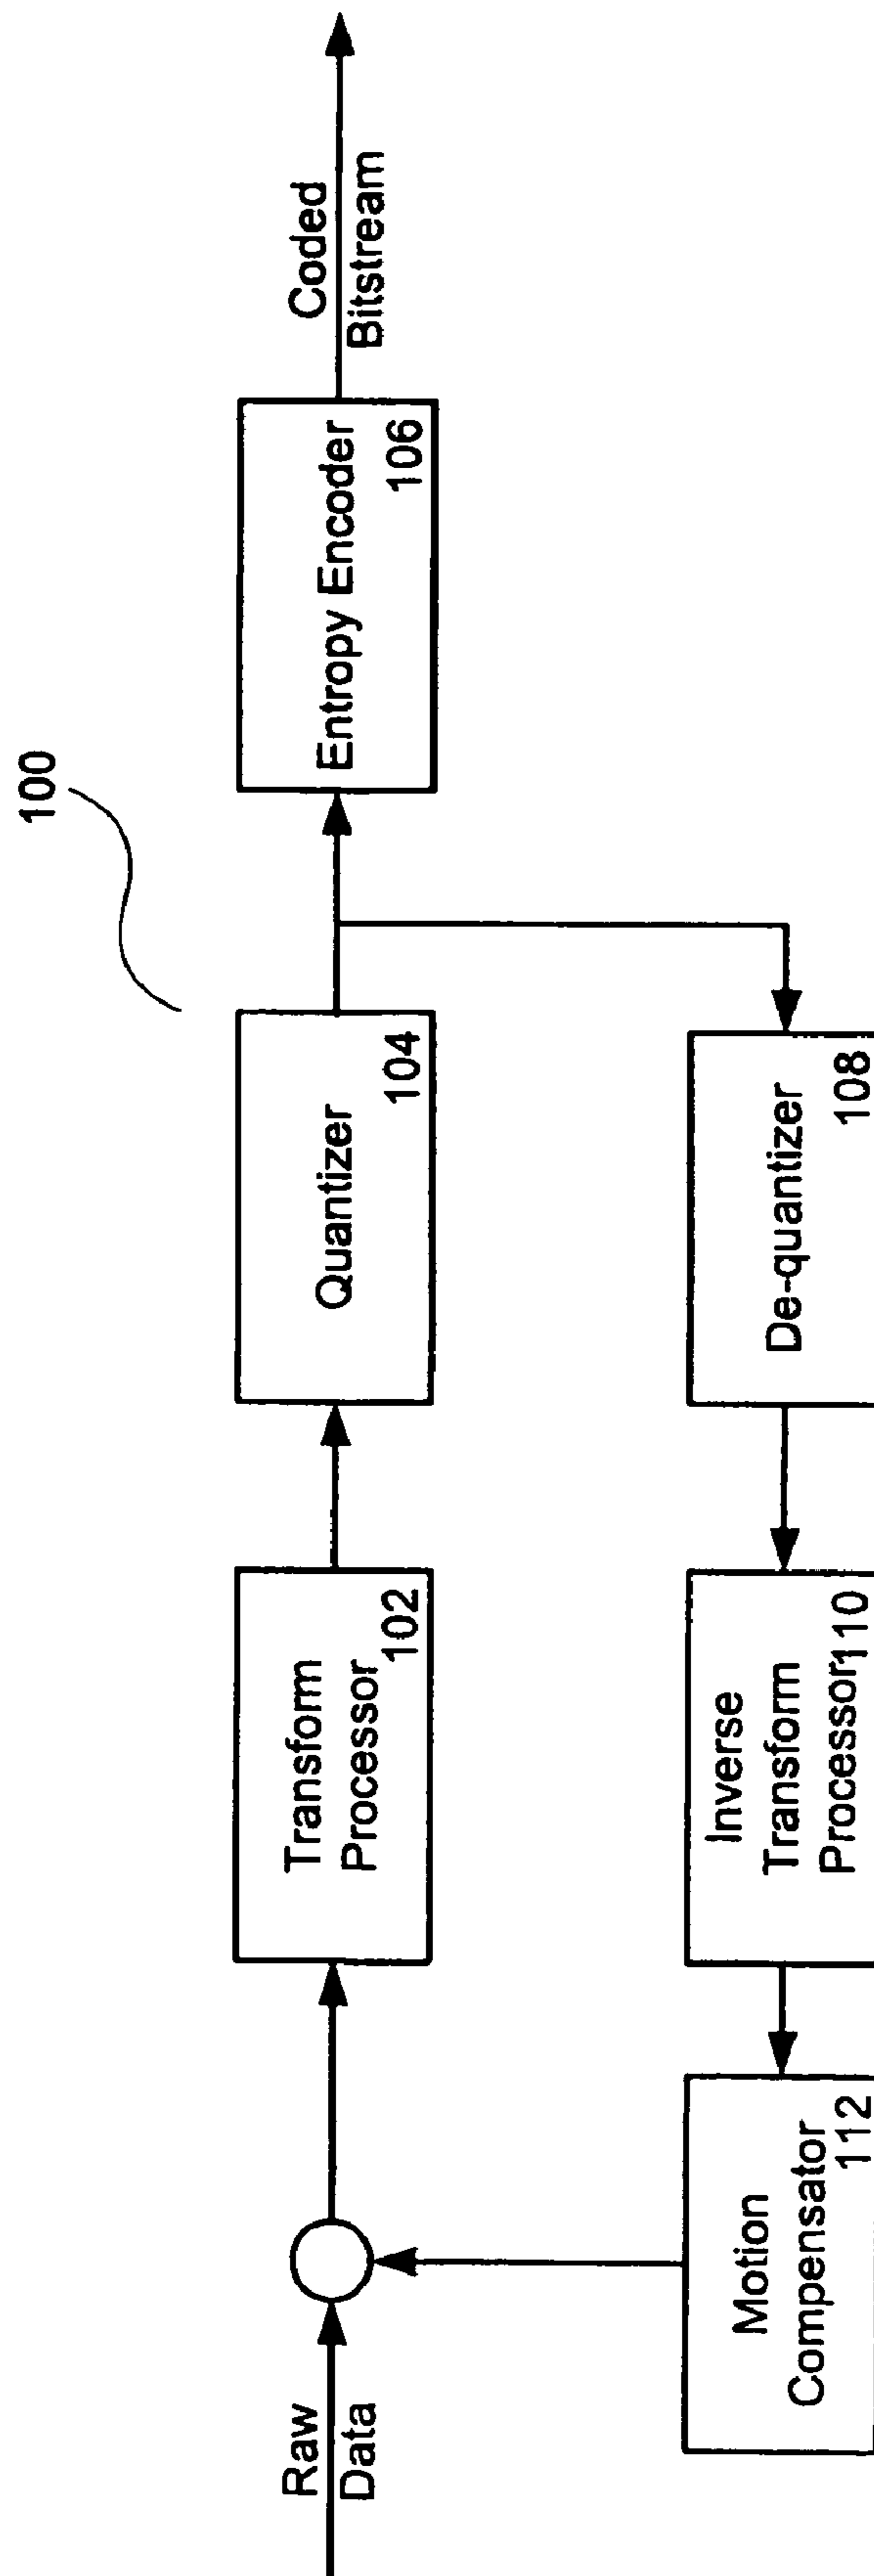 100
Raw
Data
Transform
Processor
102
Quantizer
104
Entropy Encoder
106
Coded
Bitstream
Motion
Compensator
112
Inverse
Transform
Processor
110
De-quantizer
108